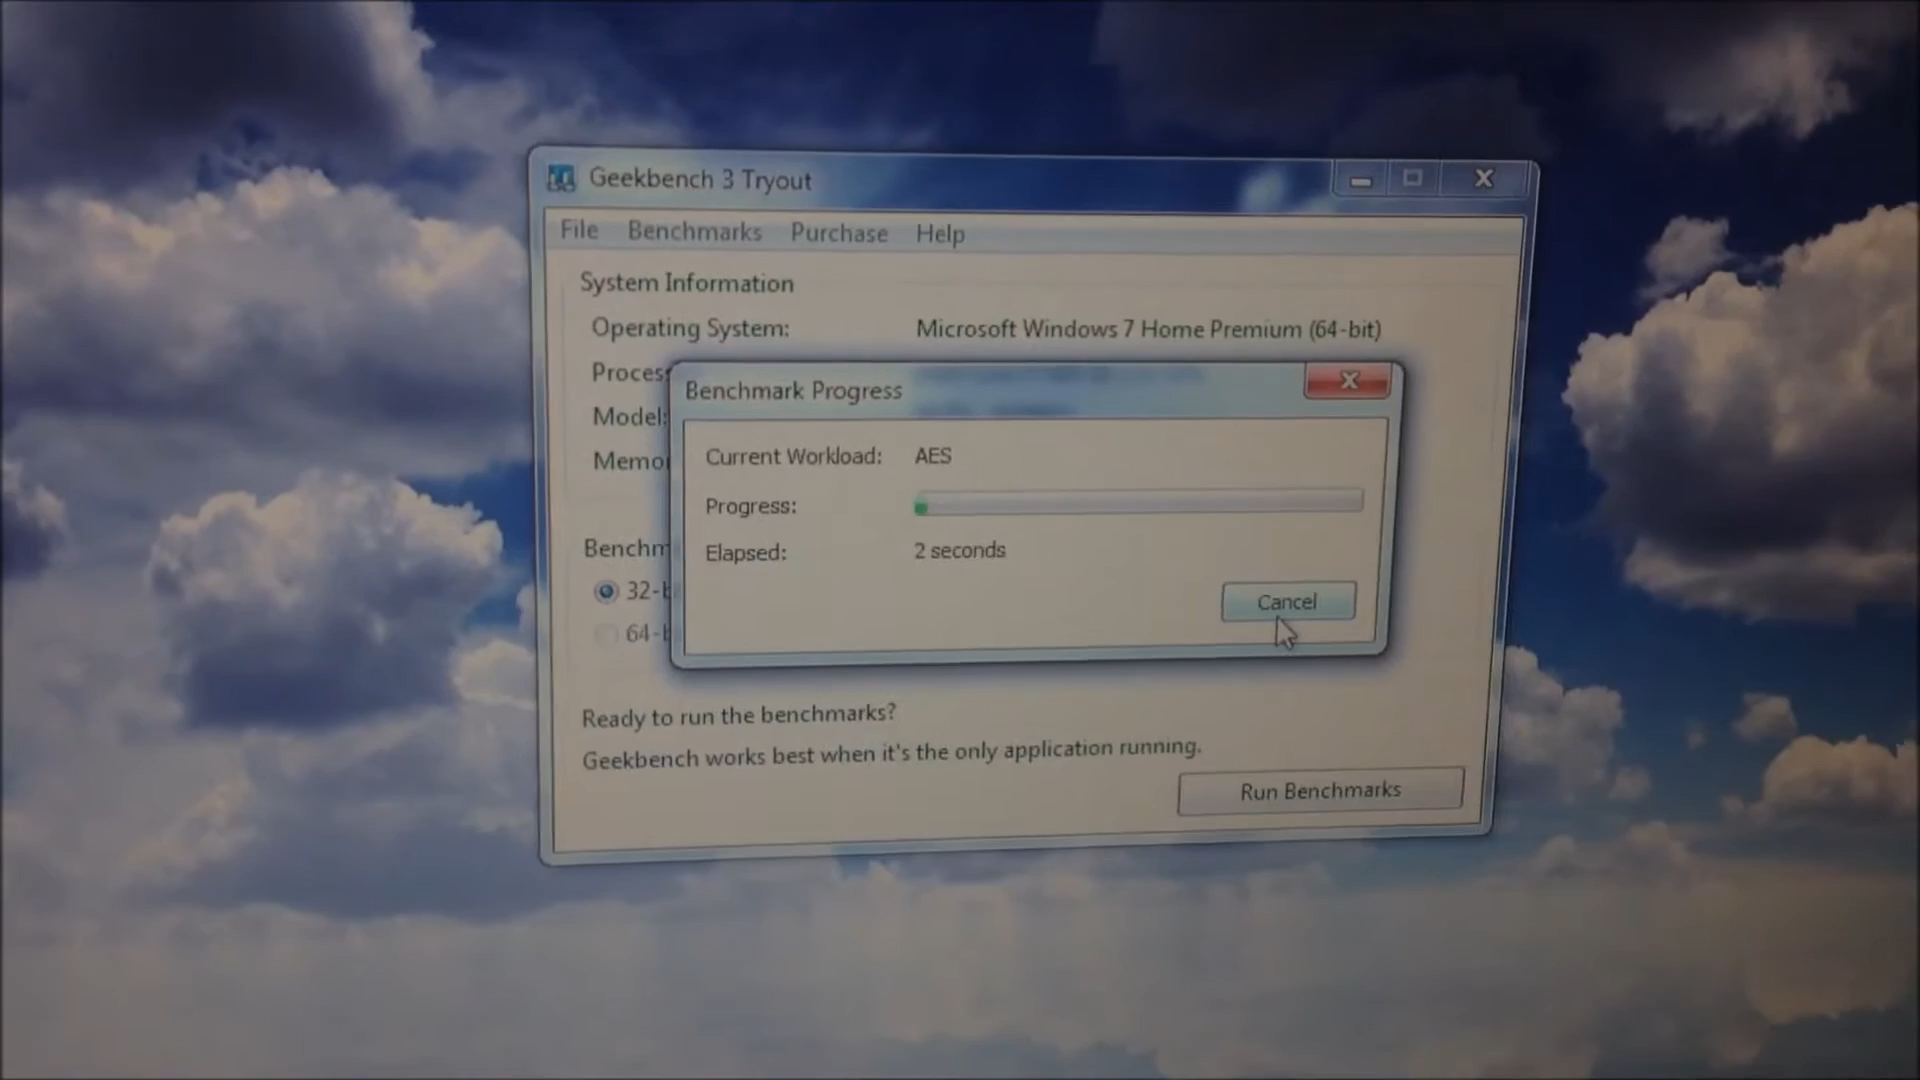 Geekbench 3 Tryout
File Benchmarks Purchase Help
System Information
Operating System: Microsoft Windows 7 Home Premium (64-bit)
Process
Model:
Memo
Benchmark Progress
Current Workload: AES
Progress:
Elapsed: 2 seconds
Cancel
Benchm
32-b
64-b
Ready to run the benchmarks?
Geekbench works best when it's the only application running.
Run Benchmarks